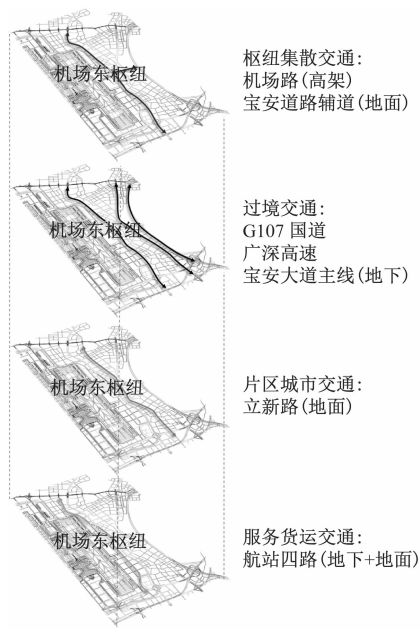 机场东枢纽
枢纽集散交通:
机场路(高架)
宝安道路辅道(地面)
机场东枢纽
过境交通:
G107 国道
广深高速
宝安大道主线(地下)
机场东枢纽
片区城市交通:
立新路(地面)
机场东枢纽
服务货运交通:
航站四路(地下+地面)